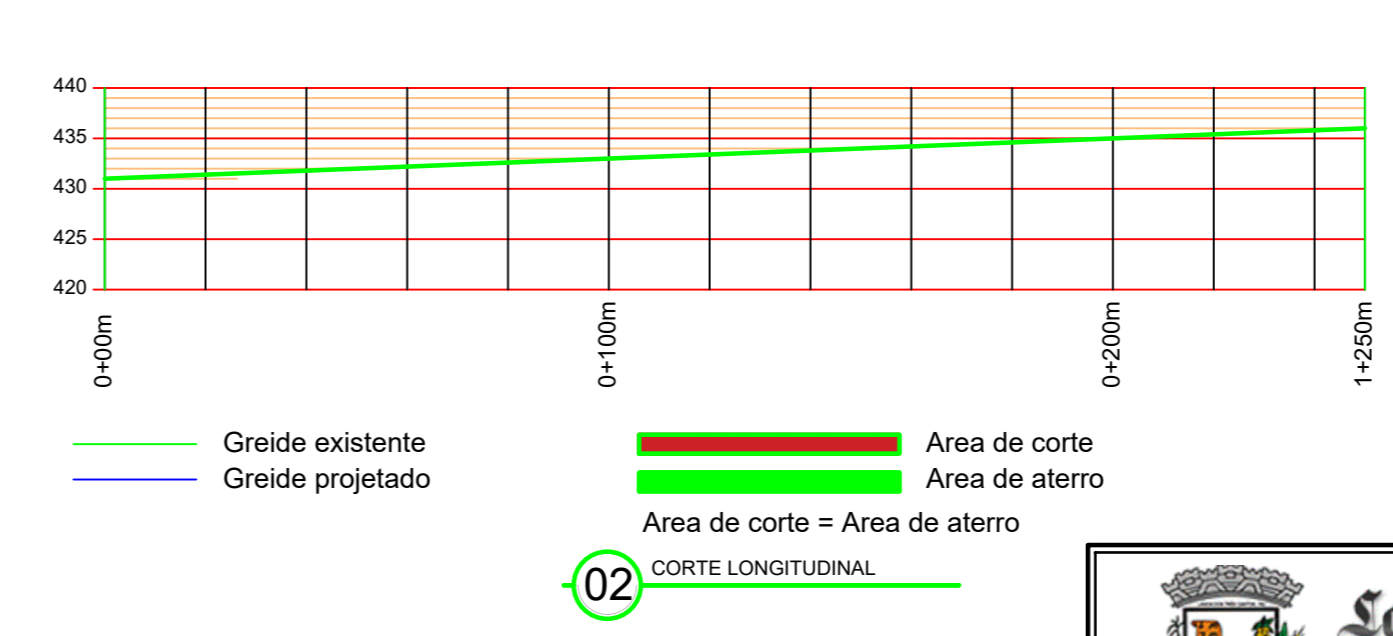 440
435
430
425
420
0+00m
0+100m
0+200m
1+250m
Greide existente
Greide projetado
Area de corte
Area de aterro
Area de corte = Area de aterro
02
CORTE LONGITUDINAL